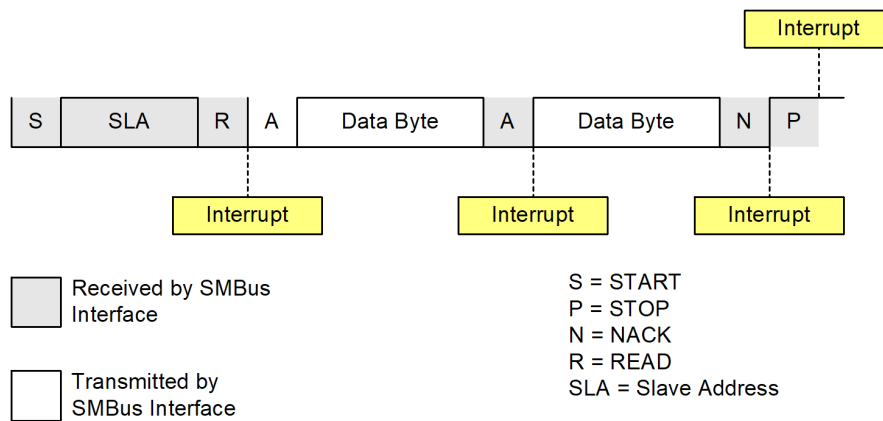 Interrupt
S SLA R A Data Byte A Data Byte N P
Interrupt Interrupt Interrupt
Received by SMBus
Interface
Transmitted by
SMBus Interface
S = START
P = STOP
N = NACK
R = READ
SLA = Slave Address